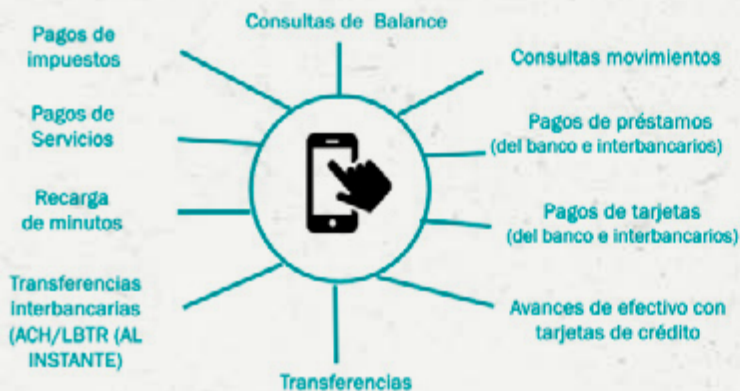 Consultas de Balance
Pagos de
impuestos
Consultas movimientos
Pagos de
Servicios
Pagos de préstamos
(del banco e interbancarios)
Recarga
de minutos
Pagos de tarjetas
(del banco e interbancarios)
Transferencias
Interbancarias
(ACH/LBTR (AL
INSTANTE)
Avances de efectivo con
tarjetas de crédito
Transferencias